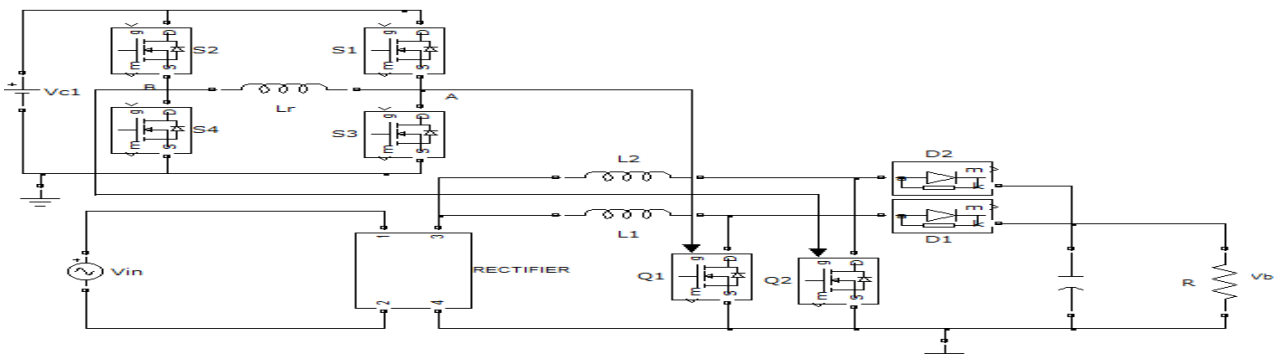 g D
m S
S2
S1
g D
m S
Vc1
B
Lr
A
g D
m S
S4
S3
g D
m S
L2
D2
L1
D1
Vin
1
3
RECTIFIER
2
4
Q1
g D
m S
Q2
g D
m S
R
Vb